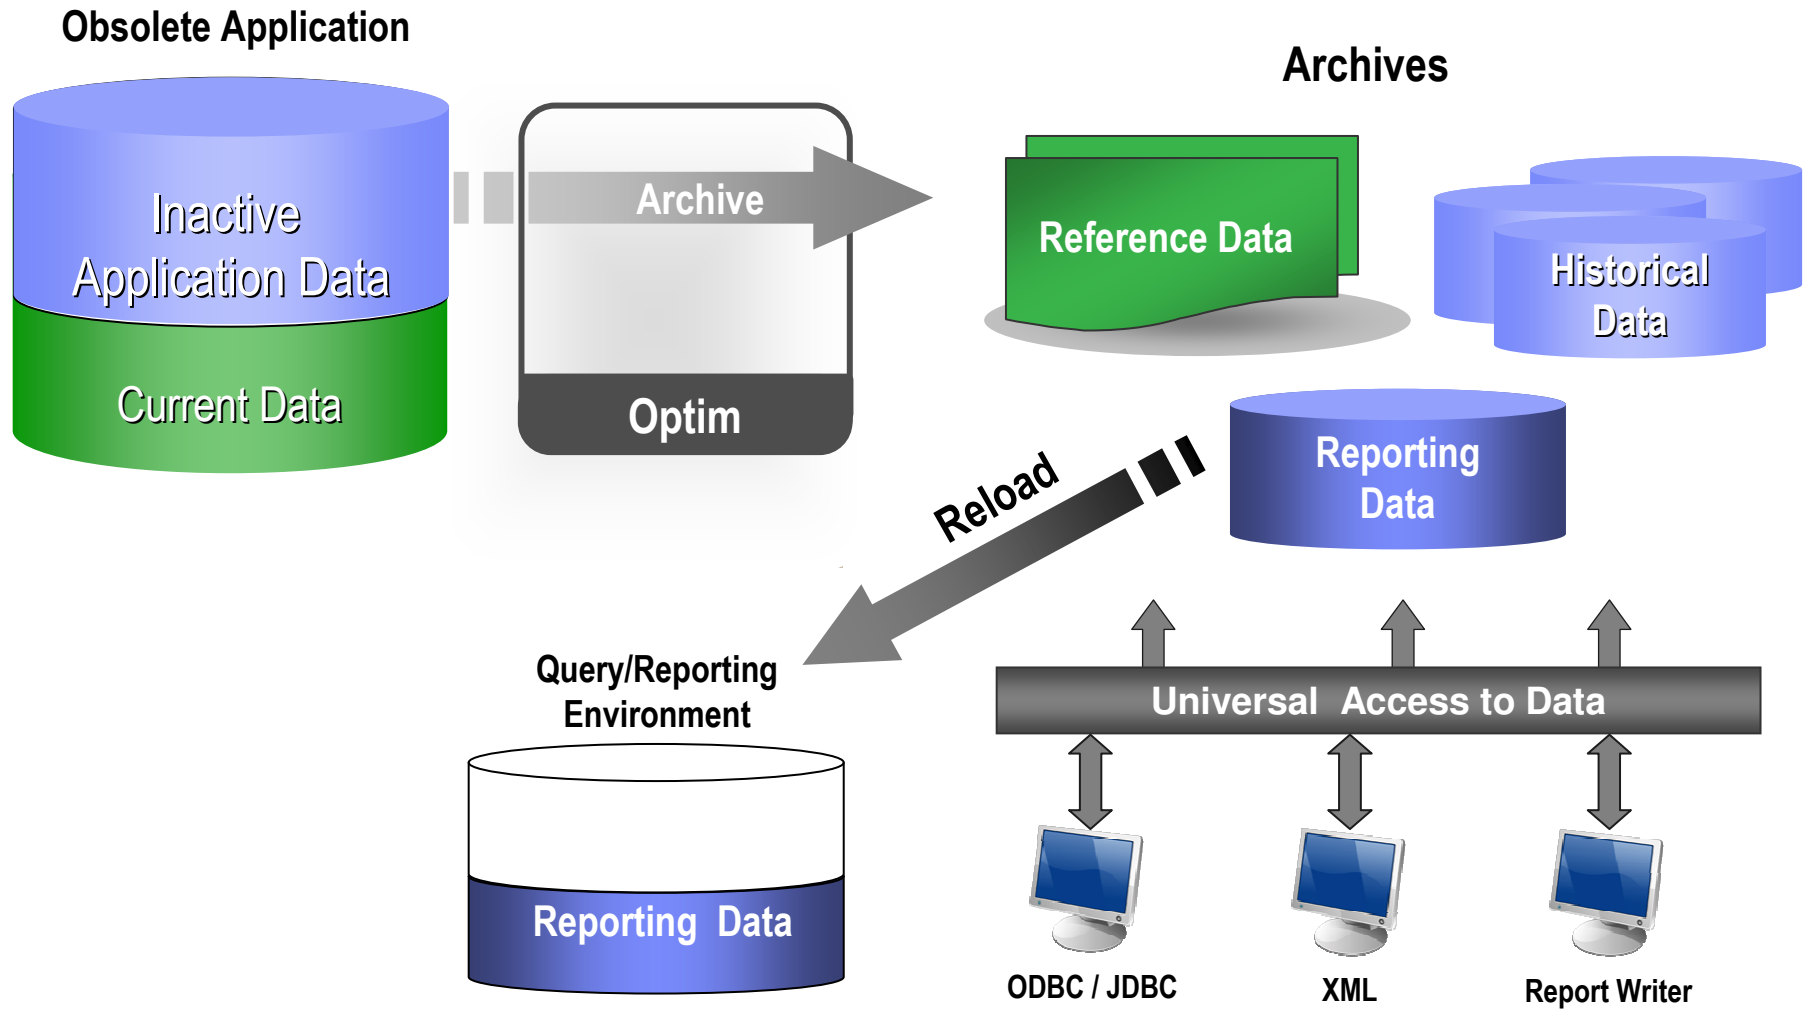 Obsolete Application
Archives
Inactive
Application Data
Current Data
Archive
Optim
Reference Data
Historical
Data
Reporting
Data
Reload
Query/Reporting
Environment
Reporting Data
Universal Access to Data
ODBC / JDBC
XML
Report Writer